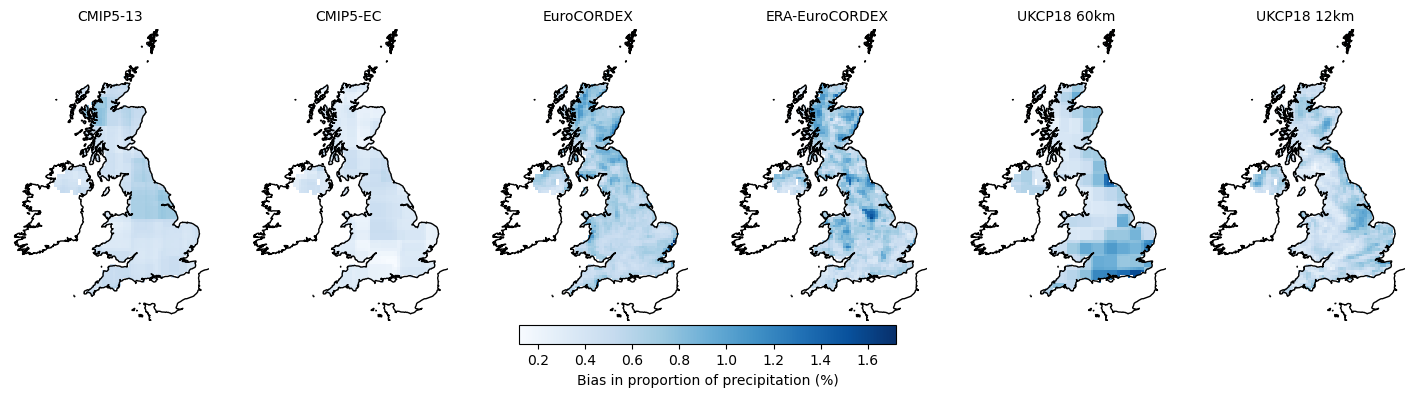 CMIP5-13 CMIP5-EC EuroCORDEX ERA-EuroCORDEX UKCP18 60km UKCP18 12km
0.2 0.4 0.6 0.8 1.0 1.2 1.4 1.6
Bias in proportion of precipitation (%)